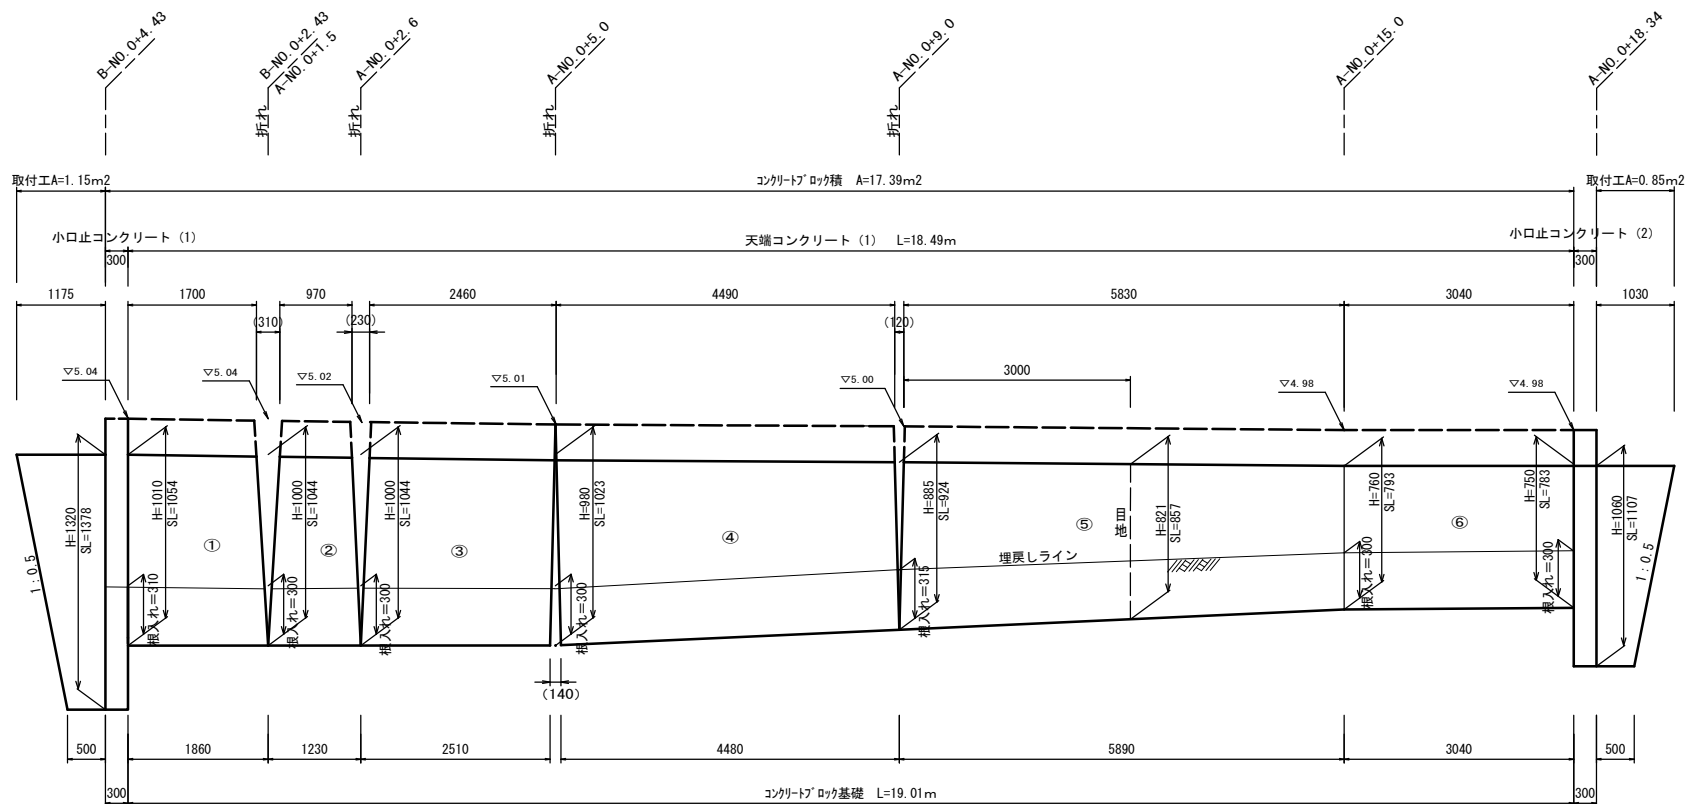 B-NO.0+4.43
B-NO.0+2.43
A-NO.0+1.5
A-NO.0+2.6
A-NO.0+5.0
A-NO.0+9.0
A-NO.0+15.0
A-NO.0+18.34
折れ
折れ
折れ
折れ
取付工A=1.15m2
コンクリートブロック積 A=17.39m2
取付工A=0.85m2
小口止コンクリート (1)
天端コンクリート (1) L=18.49m
小口止コンクリート (2)
300
300
1175
1700
970
2460
4490
5830
3040
1030
(310)
(230)
(120)
3000
▽5.04
▽5.04
▽5.02
▽5.01
▽5.00
▽4.98
▽4.98
H=1320
SL=1378
H=1010
SL=1054
H=1000
SL=1044
H=1000
SL=1044
H=980
SL=1023
H=885
SL=924
H=821
SL=857
H=760
SL=793
H=750
SL=783
H=1060
SL=1107
①
②
③
④
⑤
⑥
目地
埋戻しライン
1:0.5
1:0.5
根入れ=310
根入れ=300
根入れ=300
根入れ=300
根入れ=315
根入れ=300
根入れ=300
(140)
500
1860
1230
2510
4480
5890
3040
500
300
コンクリートブロック基礎 L=19.01m
300